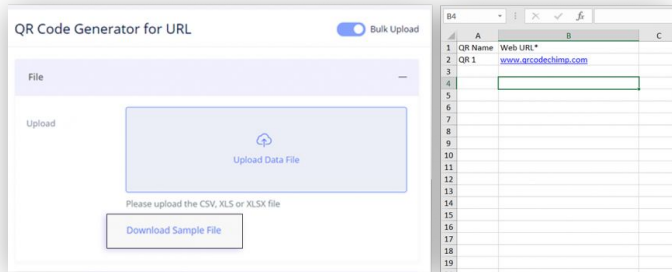 QR Code Generator for URL
Bulk Upload
File
Upload
Upload Data File
Please upload the CSV, XLS or XLSX file
Download Sample File
B4 fx
A B C
1 QR Name Web URL*
2 QR 1 www.qrcodechimp.com
3
4
5
6
7
8
9
10
11
12
13
14
15
16
17
18
19